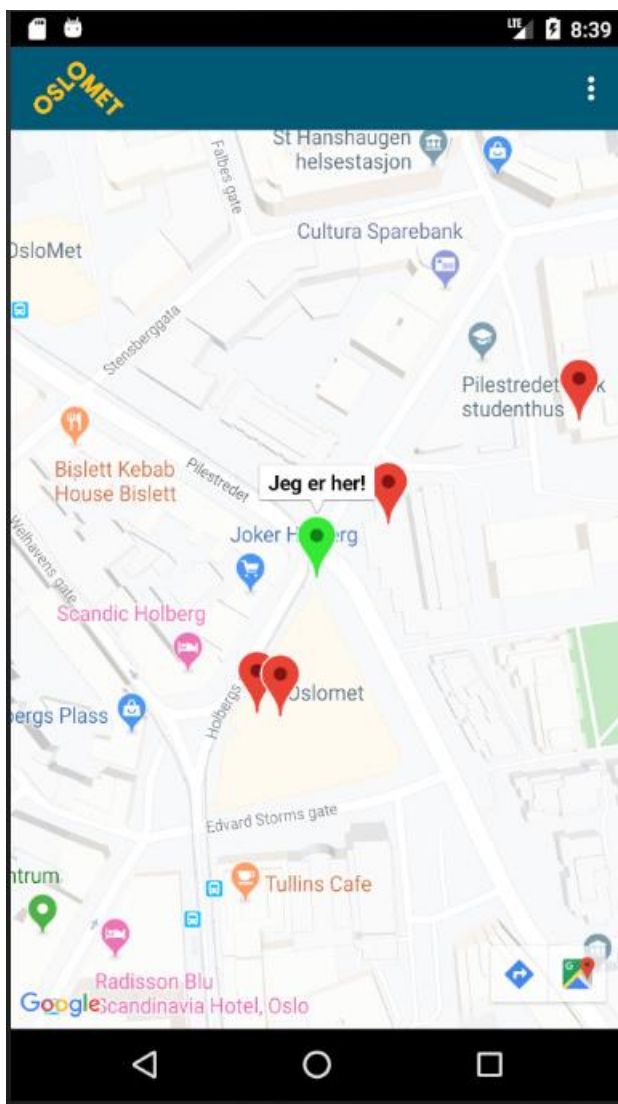 LTE 8:39
OSLOMET
St Hanshaugen
helsestasjon
Falbes gate
Cultura Sparebank
OsloMet
Stensberggata
Pilestredet
studenthus
Bislett Kebab
House Bislett
Pilestredet
Jeg er her!
Joker
Welhavens gate
Scandic Holberg
Oslomet
Holbergs
ergs Plass
Edvard Storms gate
ntrum
Tullins Cafe
Radisson Blu
Scandinavia Hotel, Oslo
Google